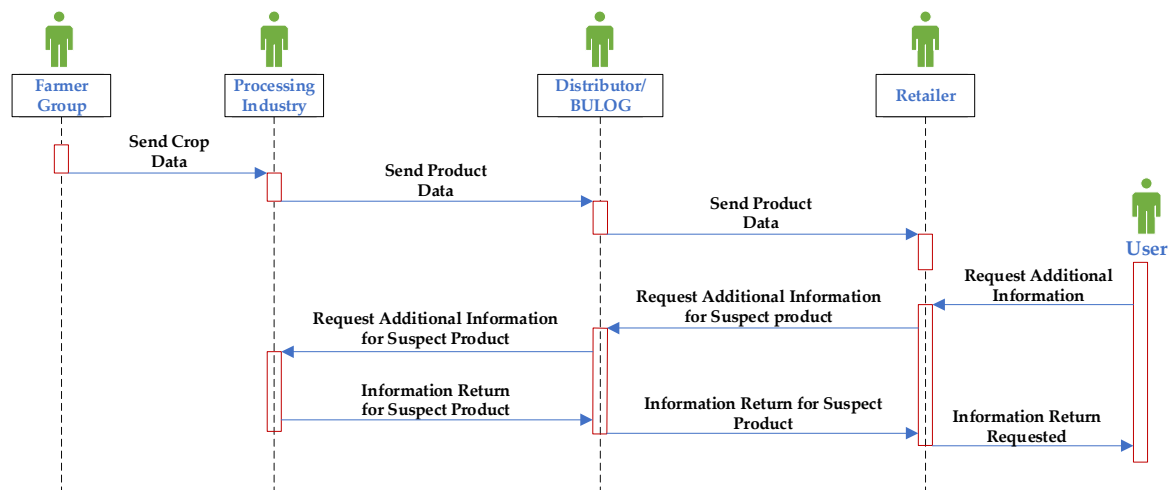 Farmer
Group
Processing
Industry
Distributor/
BULOG
Retailer
Send Crop
Data
Send Product
Data
Send Product
Data
User
Request Additional
Information
Request Additional Information
for Suspect product
Request Additional Information
for Suspect Product
Information Return
for Suspect Product
Information Return for Suspect
Product
Information Return
Requested